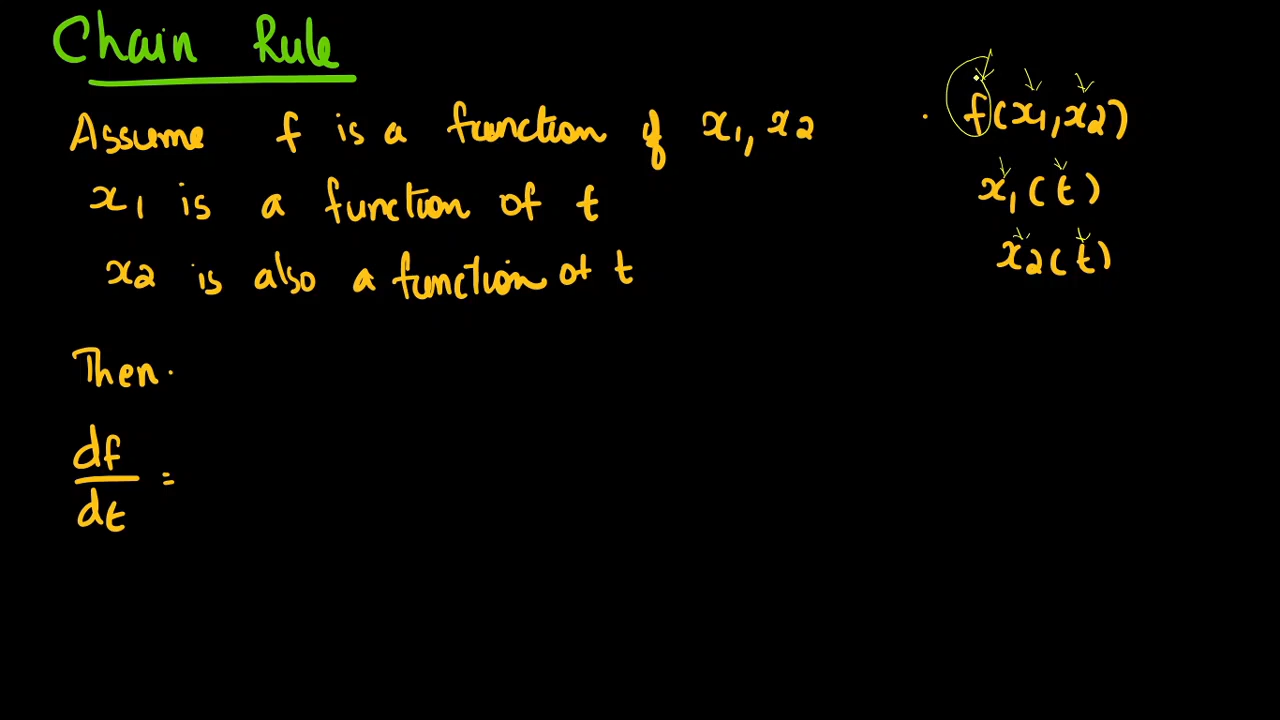 Chain Rule
Assume f is a function of x₁, x₂
x₁ is a function of t
x₂ is also a function of t
f(x₁, x₂)
x₁(t)
x₂(t)
Then.
df/dt =